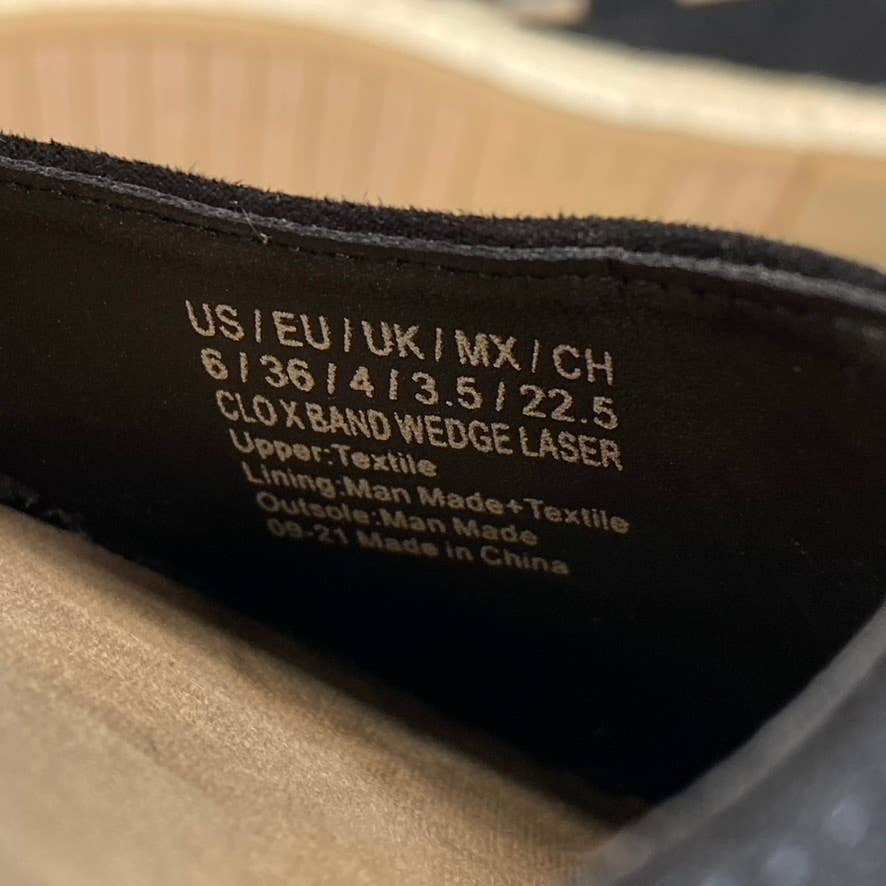 US / EU / UK / MX / CH
6 / 36 / 4 / 3.5 / 22.5
CLO X BAND WEDGE LASER
Upper:Textile
Lining:Man Made+Textile
Outsole:Man Made
09-21 Made in China